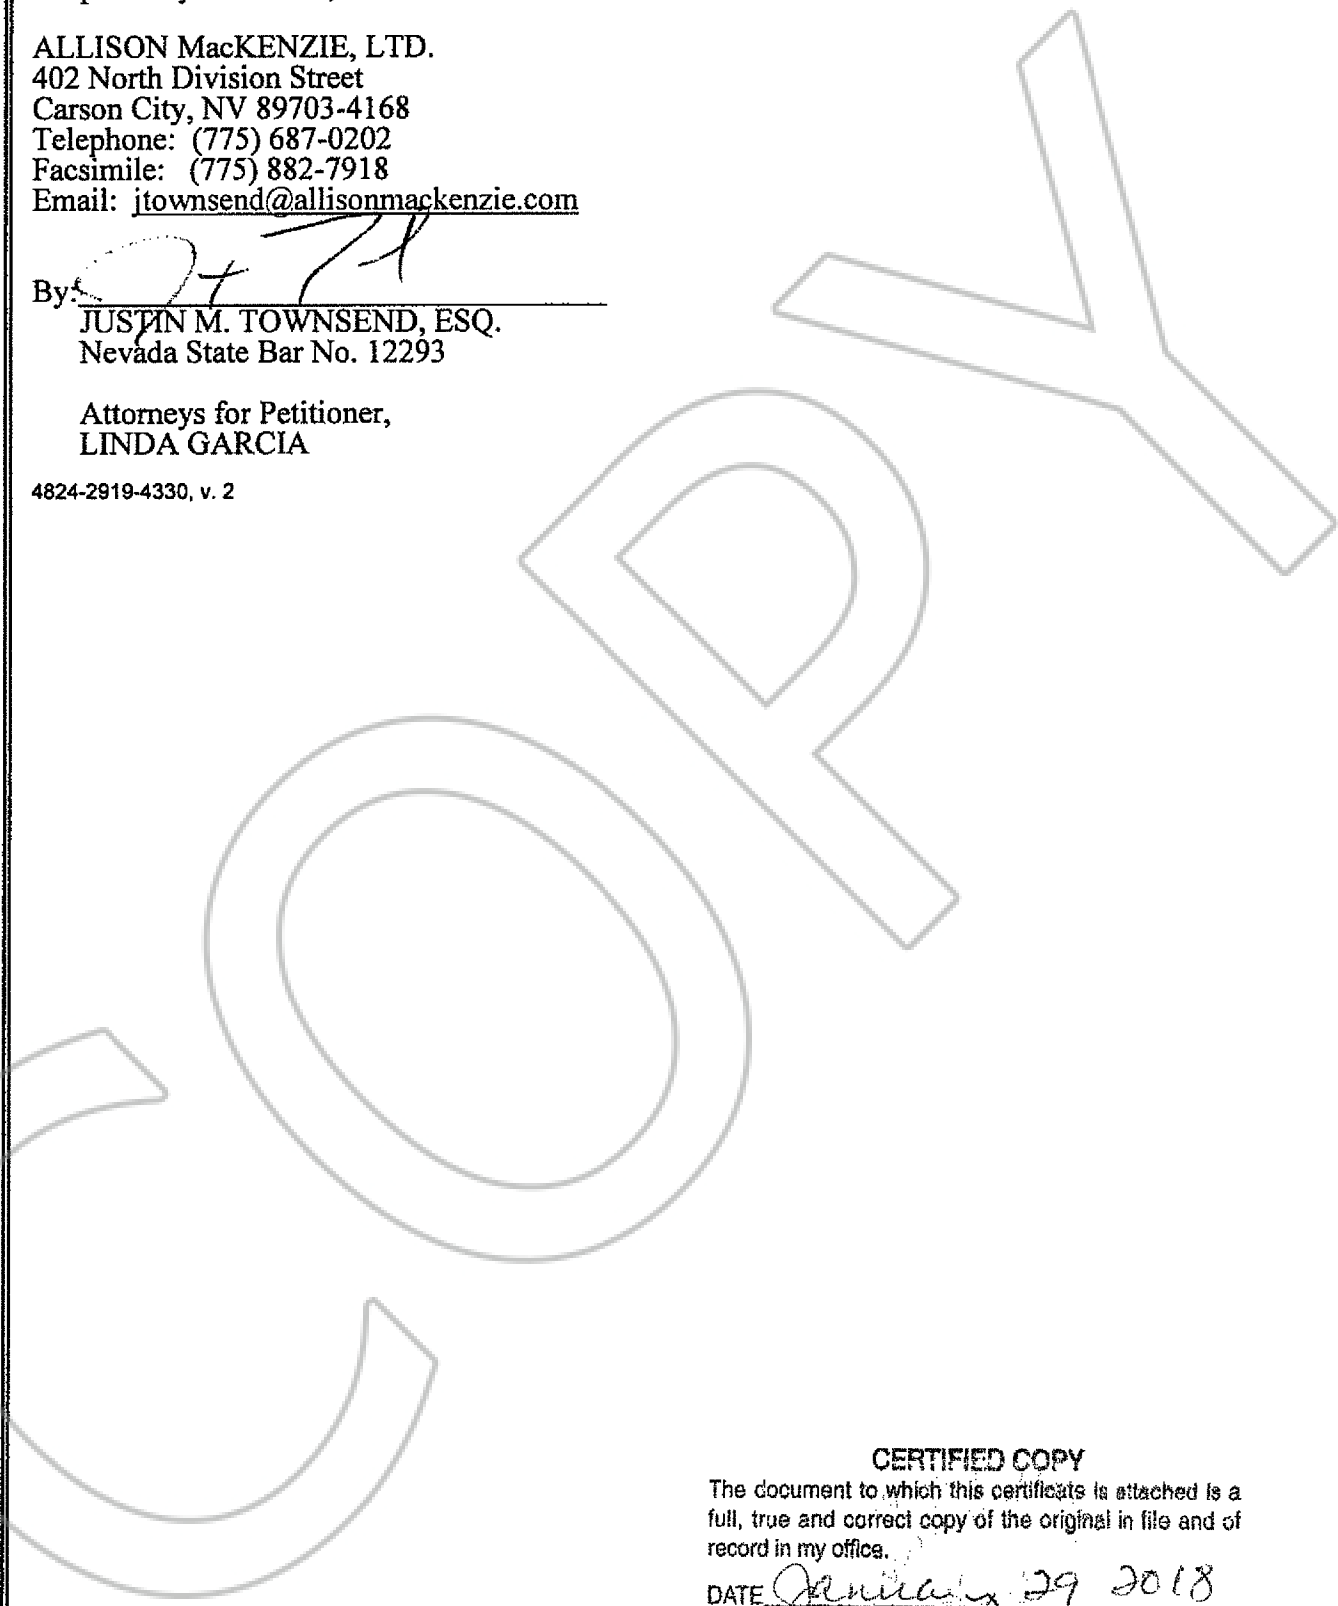 ALLISON MacKENZIE, LTD.
402 North Division Street
Carson City, NV 89703-4168
Telephone: (775) 687-0202
Facsimile: (775) 882-7918
Email: jtownsend@allisonmackenzie.com
By:
JUSTIN M. TOWNSEND, ESQ.
Nevada State Bar No. 12293
Attorneys for Petitioner,
LINDA GARCIA
4824-2919-4330, v. 2
COPY
CERTIFIED COPY
The document to which this certificate is attached is a
full, true and correct copy of the original in file and of
record in my office.
DATE January 29 2018